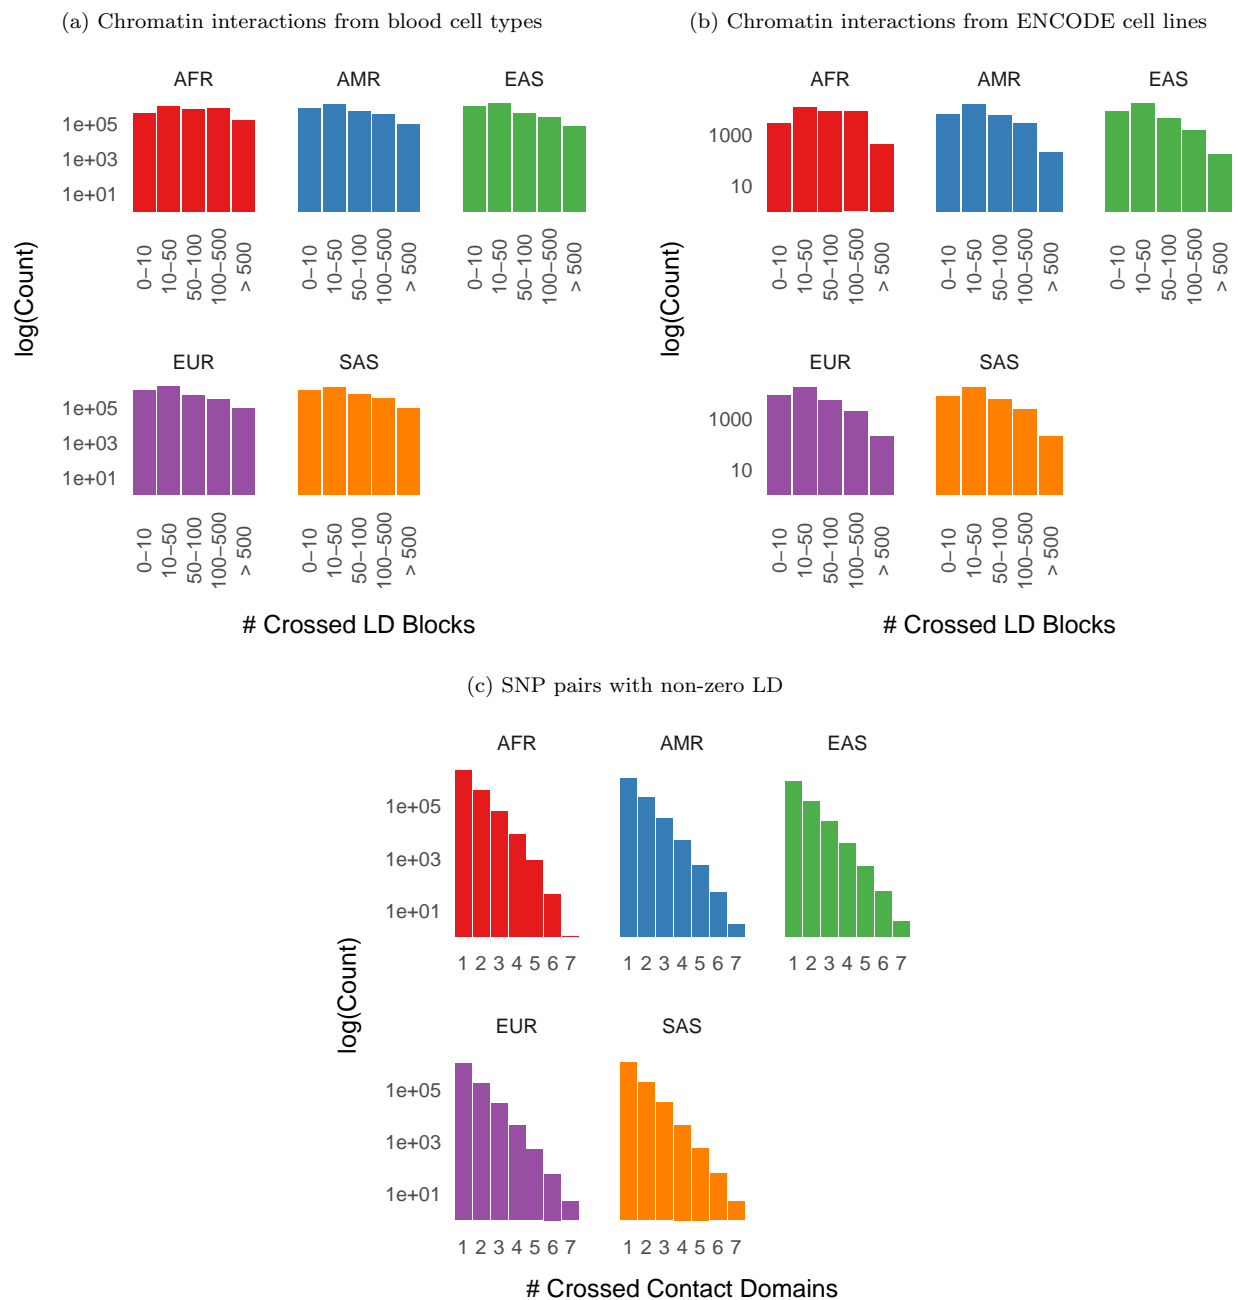 (a) Chromatin interactions from blood cell types
AFR AMR EAS
1e+05
1e+03
1e+01
0−10 10−50 50−100 100−500 > 500 0−10 10−50 50−100 100−500 > 500 0−10 10−50 50−100 100−500 > 500
log(Count)
EUR SAS
1e+05
1e+03
1e+01
0−10 10−50 50−100 100−500 > 500 0−10 10−50 50−100 100−500 > 500
# Crossed LD Blocks
(b) Chromatin interactions from ENCODE cell lines
AFR AMR EAS
1000
10
0−10 10−50 50−100 100−500 > 500 0−10 10−50 50−100 100−500 > 500 0−10 10−50 50−100 100−500 > 500
log(Count)
EUR SAS
1000
10
0−10 10−50 50−100 100−500 > 500 0−10 10−50 50−100 100−500 > 500
# Crossed LD Blocks
(c) SNP pairs with non-zero LD
AFR AMR EAS
1e+05
1e+03
1e+01
1 2 3 4 5 6 7 1 2 3 4 5 6 7 1 2 3 4 5 6 7
log(Count)
EUR SAS
1e+05
1e+03
1e+01
1 2 3 4 5 6 7 1 2 3 4 5 6 7
# Crossed Contact Domains